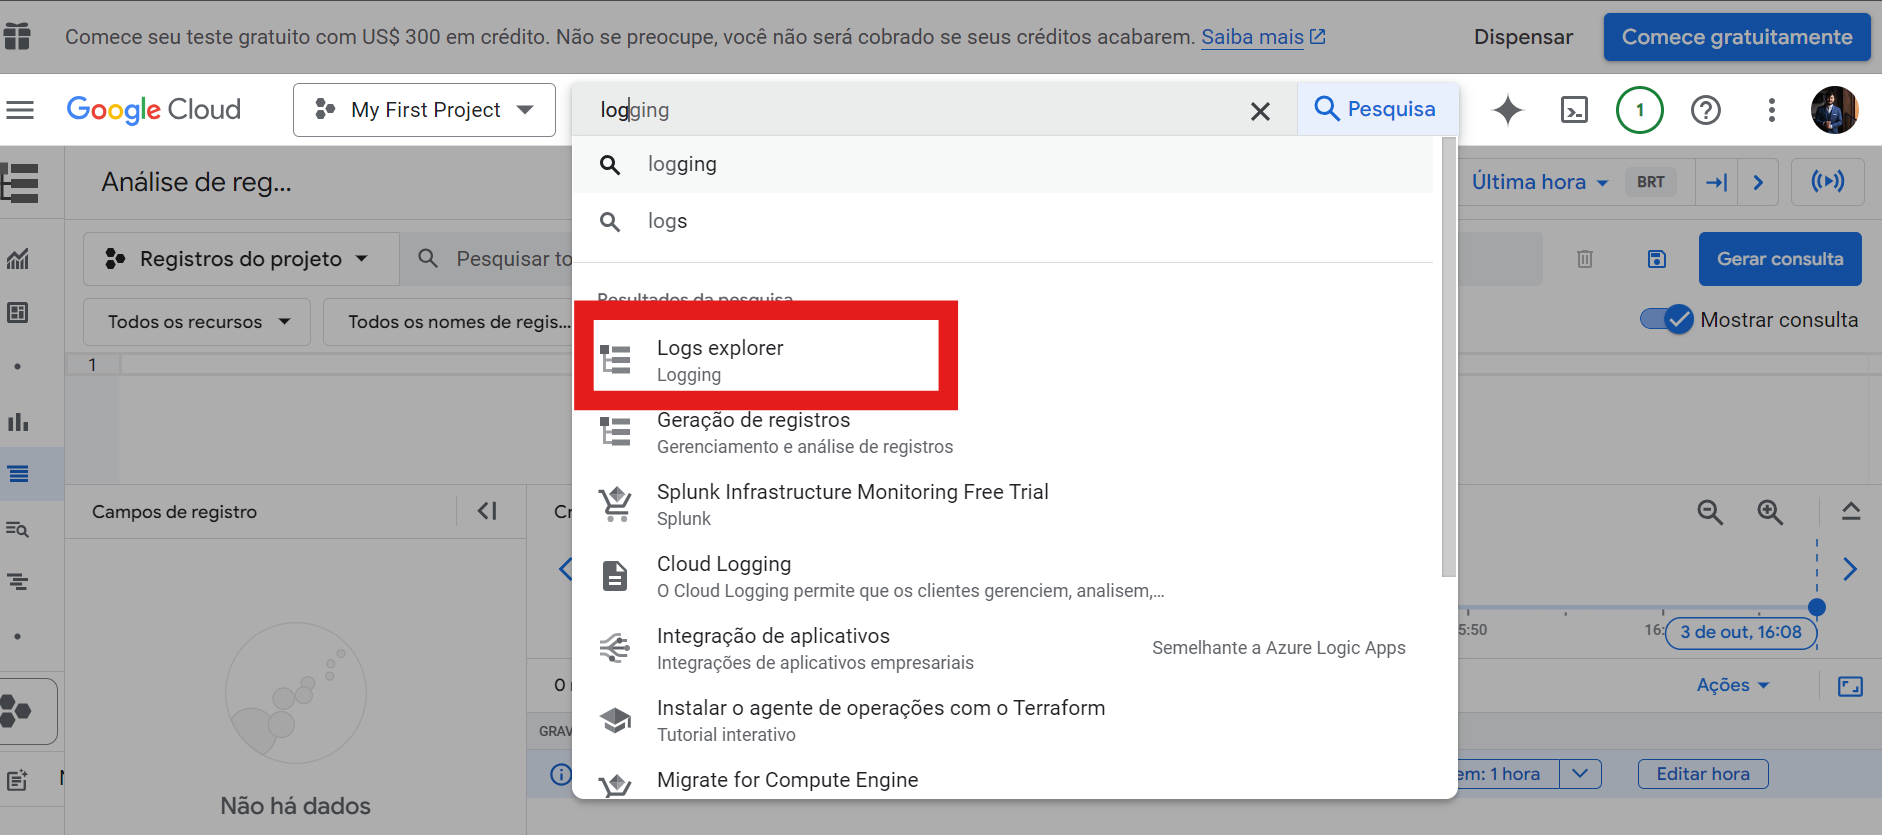 Comece seu teste gratuito com US$ 300 em crédito. Não se preocupe, você não será cobrado se seus créditos acabarem. Saiba mais
Dispensar
Comece gratuitamente
Google Cloud
My First Project
logging
Pesquisa
1
logging
logs
Análise de reg...
Última hora
BRT
Registros do projeto
Pesquisar to
Gerar consulta
Resultados da pesquisa
Todos os recursos
Todos os nomes de regis...
Mostrar consulta
1
Logs explorer
Logging
Geração de registros
Gerenciamento e análise de registros
Splunk Infrastructure Monitoring Free Trial
Splunk
Campos de registro
Cloud Logging
O Cloud Logging permite que os clientes gerenciem, analisem,...
Integração de aplicativos
Integrações de aplicativos empresariais
Semelhante a Azure Logic Apps
5:50
16:
3 de out, 16:08
0
Ações
Instalar o agente de operações com o Terraform
Tutorial interativo
GRAV
Migrate for Compute Engine
em: 1 hora
Editar hora
Não há dados